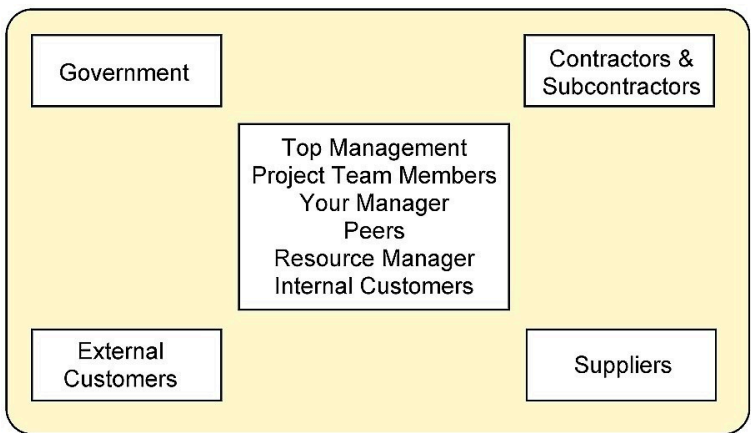 Government
Contractors &
Subcontractors
Top Management
Project Team Members
Your Manager
Peers
Resource Manager
Internal Customers
External
Customers
Suppliers